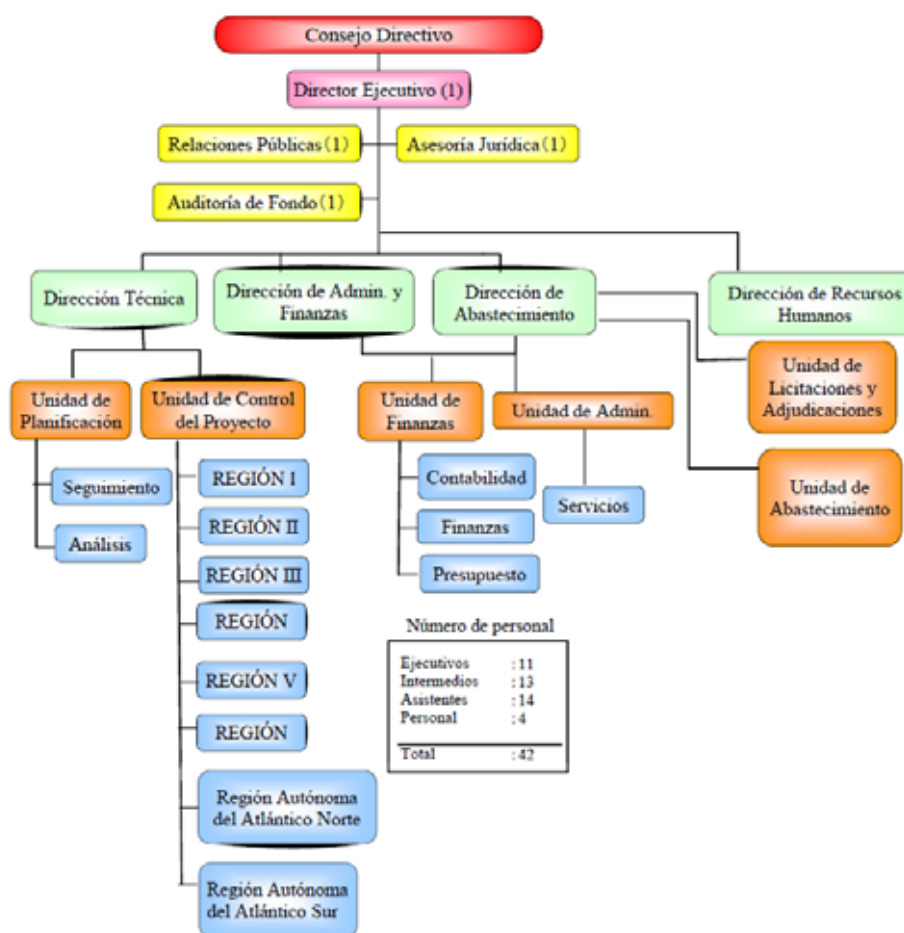 Consejo Directivo
Director Ejecutivo (1)
Relaciones Públicas (1)
Asesoría Jurídica (1)
Auditoría de Fondo (1)
Dirección Técnica
Dirección de Admin. y
Finanzas
Dirección de
Abastecimiento
Dirección de Recursos
Humanos
Unidad de
Planificación
Unidad de Control
del Proyecto
Unidad de
Finanzas
Unidad de Admin.
Unidad de
Licitaciones y
Adjudicaciones
Unidad de
Abastecimiento
Seguimiento
Análisis
REGIÓN I
REGIÓN II
REGIÓN III
REGIÓN
REGIÓN V
REGIÓN
Región Autónoma
del Atlántico Norte
Región Autónoma
del Atlántico Sur
Contabilidad
Finanzas
Presupuesto
Servicios
Número de personal
Ejecutivos : 11
Intermedios : 13
Asistentes : 14
Personal : 4
Total : 42